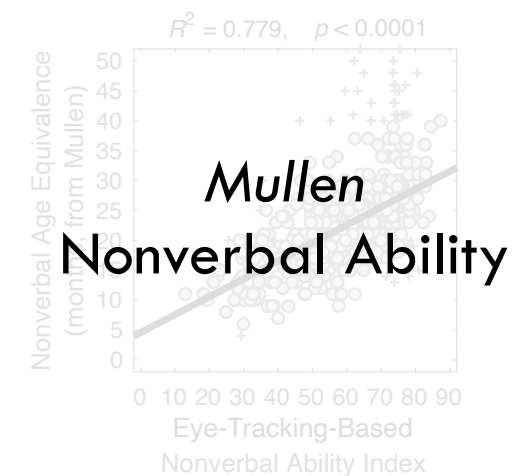 R² = 0.779, p < 0.0001
Nonverbal Age Equivalence
(months, from Mullen)
50
45
40
35
30
25
20
10
5
0
Mullen
Nonverbal Ability
0 10 20 30 40 50 60 70 80 90
Eye-Tracking-Based
Nonverbal Ability Index